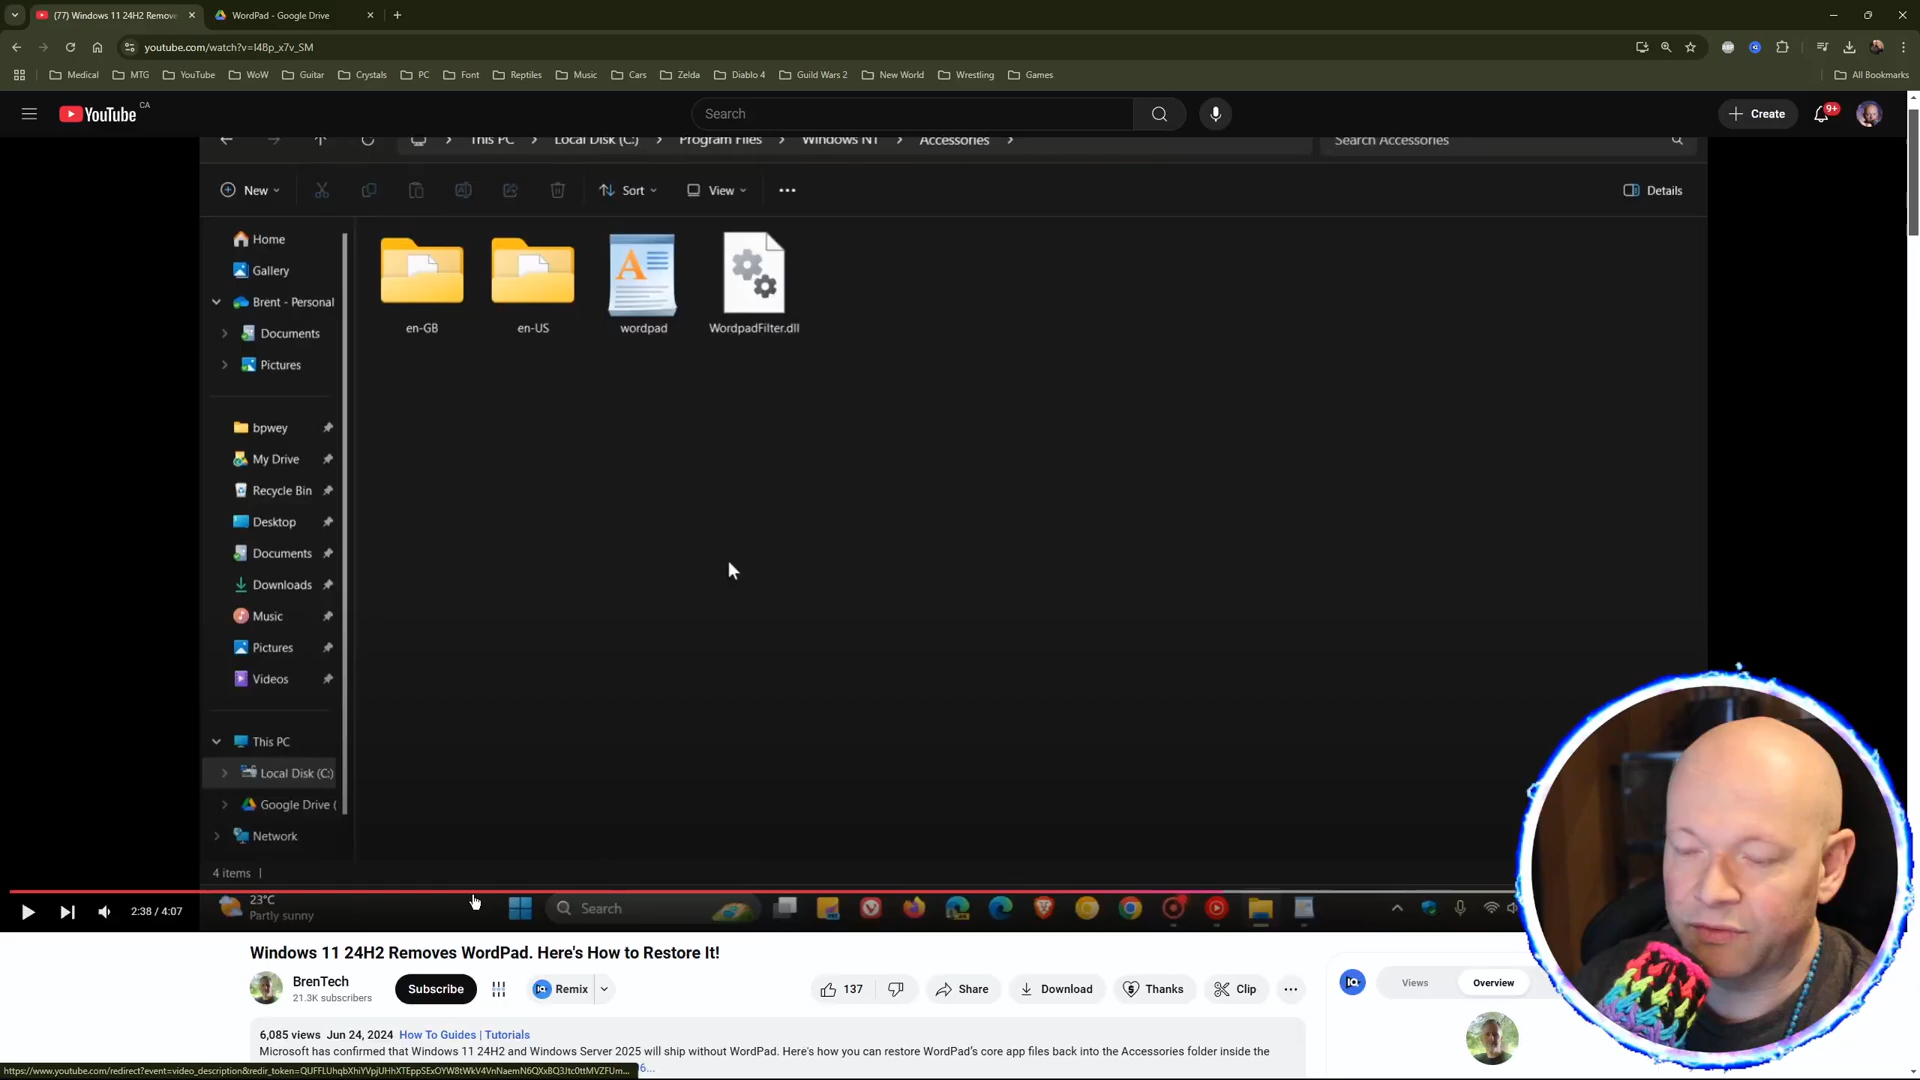 (77) Windows 11 24H2 Remove
WordPad - Google Drive
youtube.com/watch?v=I4Bp_x7v_SM
Medical MTG YouTube WoW Guitar Crystals PC Font Reptiles Music Cars Zelda Diablo 4 Guild Wars 2 New World Wrestling Games All Bookmarks
YouTube CA
Search
Create
9+
This PC > Local Disk (C:) > Program Files > Windows NT > Accessories >
Search Accessories
New Sort View ••• Details
Home
Gallery
Brent - Personal
Documents
Pictures
bpwey
My Drive
Recycle Bin
Desktop
Documents
Downloads
Music
Pictures
Videos
This PC
Local Disk (C:)
Google Drive (
Network
en-GB en-US wordpad WordpadFilter.dll
4 items
23°C
Partly sunny
Search
2:38 / 4:07
Windows 11 24H2 Removes WordPad. Here's How to Restore It!
BrenTech
21.3K subscribers
Subscribe
Remix
137
Share
Download
Thanks
Clip
Views
Overview
6,085 views Jun 24, 2024 How To Guides | Tutorials
Microsoft has confirmed that Windows 11 24H2 and Windows Server 2025 will ship without WordPad. Here's how you can restore WordPad's core app files back into the Accessories folder inside the